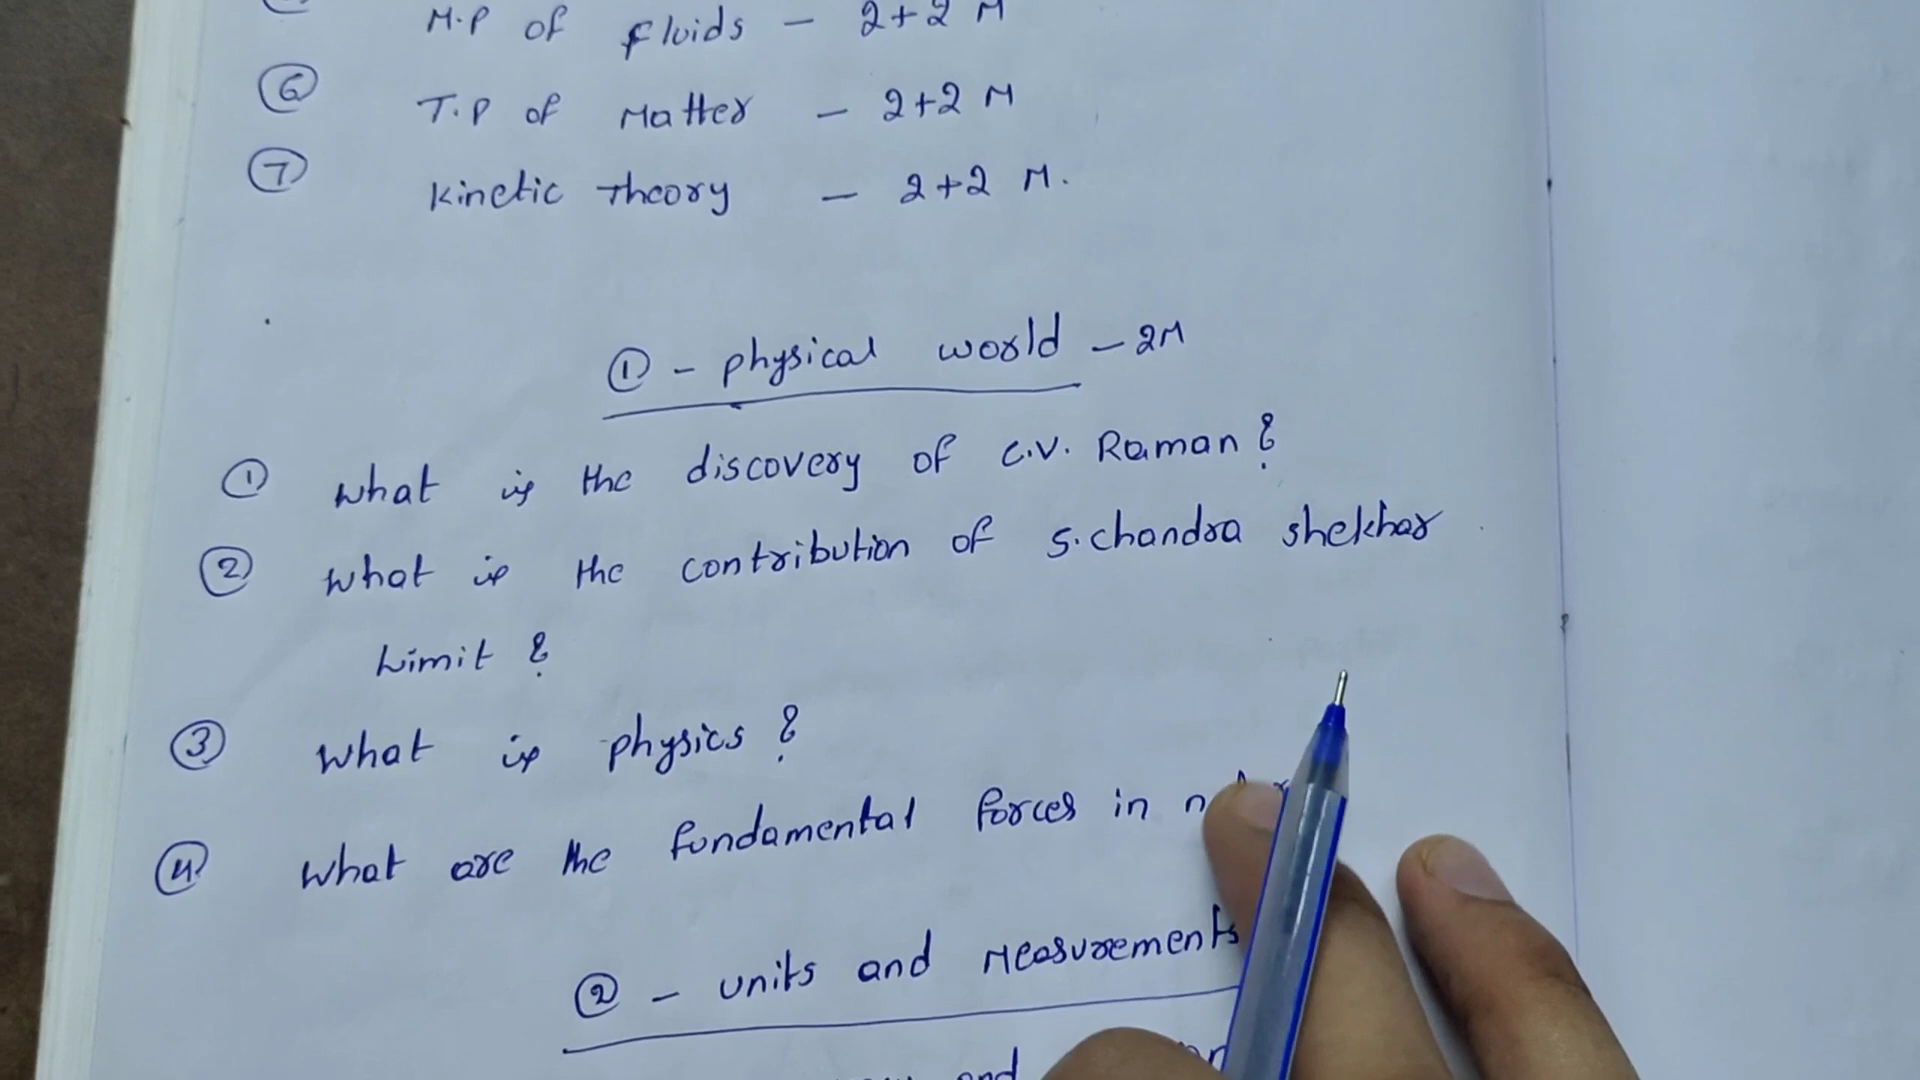 M.P of fluids - 2+2 M
⑥ T.P of Matter - 2+2 M
⑦ Kinetic Theory - 2+2 M.
① - physical world - 2M
① what is the discovery of C.V. Raman ?
② what is the contribution of S. chandra shekhar
Limit ?
③ what is physics ?
④ what are the fundamental forces in
② - units and Measurements
and